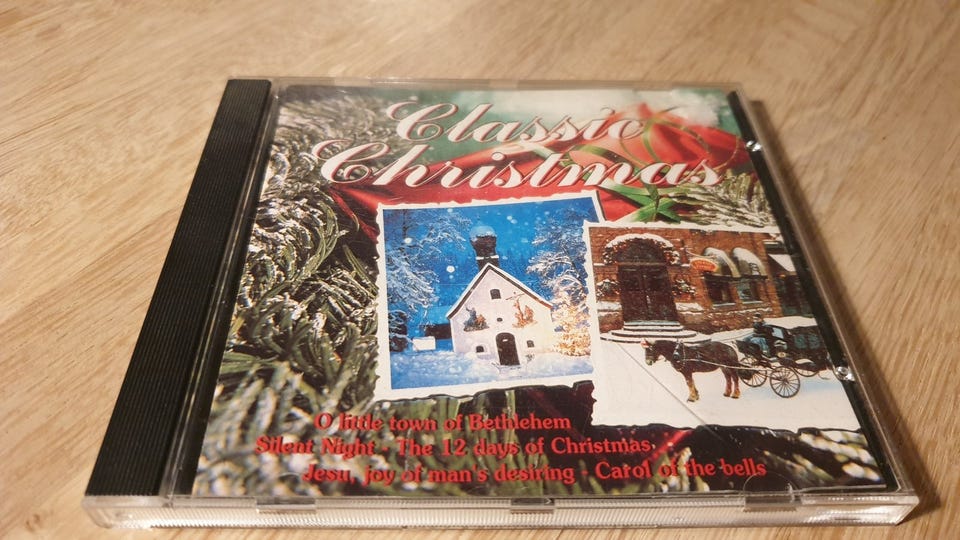 Classic
Christmas
O little town of Bethlehem
Silent Night - The 12 days of Christmas
Jesu, joy of man's desiring - Carol of the bells